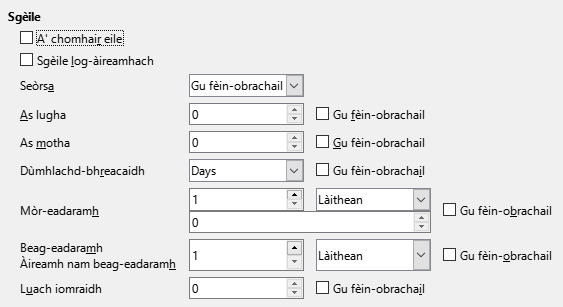 Sgèile
A' chomhair eile
Sgèile log-àireamhach
Seòrsa Gu fèin-obrachail
As lugha 0 Gu fèin-obrachail
As motha 0 Gu fèin-obrachail
Dùmhlachd-bhreacaidh Days Gu fèin-obrachail
Mòr-eadaramh 1 Làithean Gu fèin-obrachail
0
Beag-eadaramh
Àireamh nam beag-eadaramh 1 Làithean Gu fèin-obrachail
Luach iomraidh 0 Gu fèin-obrachail